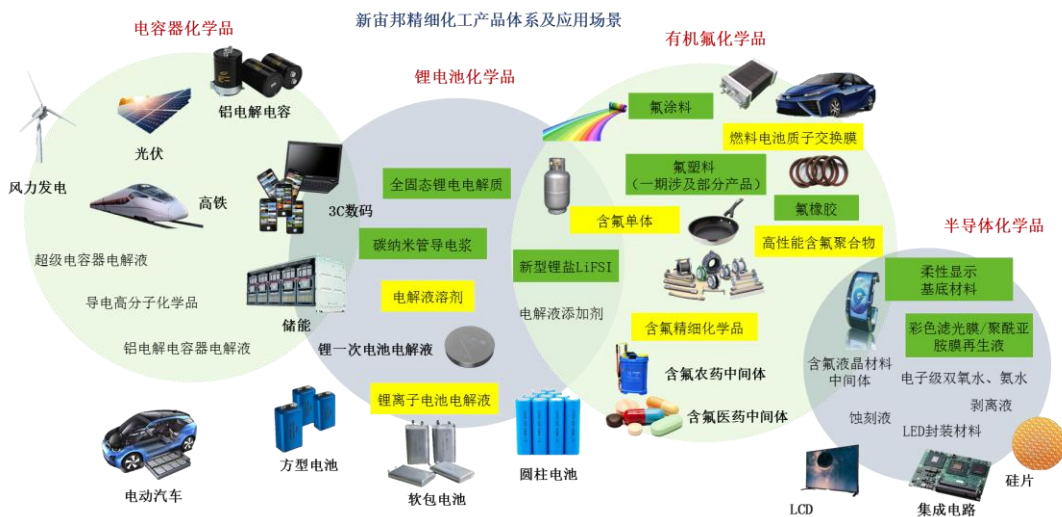 新宙邦精细化工产品体系及应用场景
电容器化学品
铝电解电容
光伏
风力发电
高铁
3C数码
超级电容器电解液
导电高分子化学品
储能
铝电解电容器电解液
电动汽车
锂电池化学品
全固态锂电电解质
碳纳米管导电浆
电解液溶剂
锂一次电池电解液
锂离子电池电解液
方型电池
软包电池
圆柱电池
新型锂盐LiFSI
电解液添加剂
有机氟化学品
氟涂料
燃料电池质子交换膜
氟塑料
（一期涉及部分产品）
含氟单体
氟橡胶
高性能含氟聚合物
含氟精细化学品
含氟农药中间体
含氟医药中间体
半导体化学品
柔性显示
基底材料
彩色滤光膜/聚酰亚
胺膜再生液
含氟液晶材料
中间体
电子级双氧水、氨水
剥离液
蚀刻液
LED封装材料
硅片
LCD
集成电路